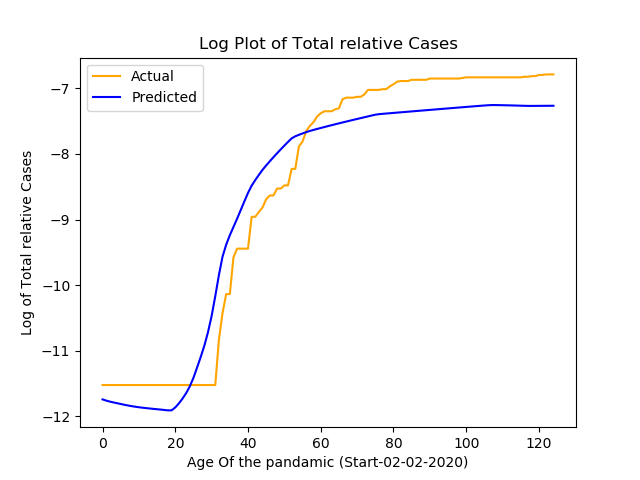 Log Plot of Total relative Cases
Actual
Predicted
Log of Total relative Cases
−7
−8
−9
−10
−11
−12
0 20 40 60 80 100 120
Age Of the pandamic (Start-02-02-2020)